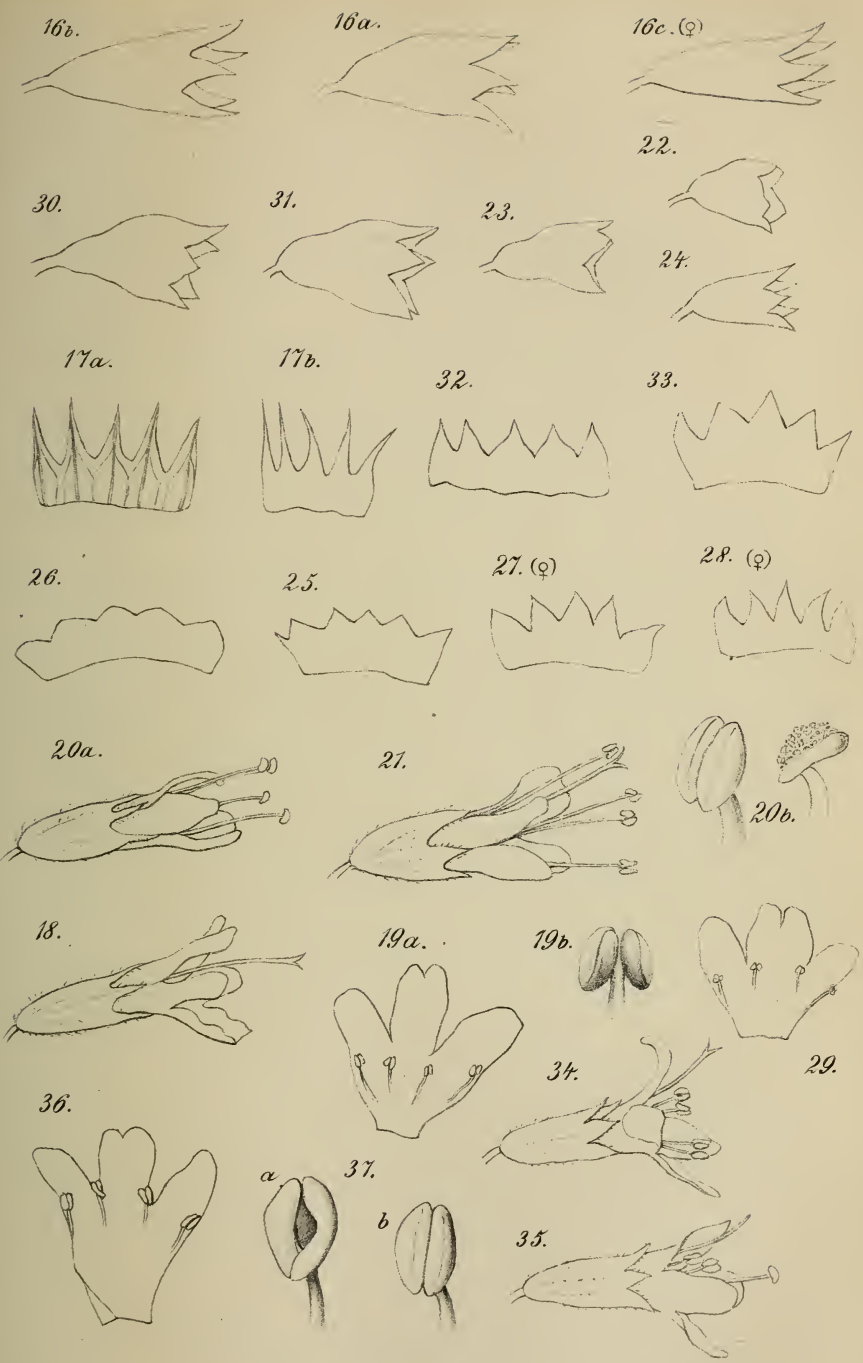 16b. 16a. 16c. (♀)
22.
30. 31. 23.
24.
17a. 17b. 32. 33.
26. 25. 27. (♀) 28. (♀)
20a. 21.
20b.
18. 19a. 19b.
34. 29.
36.
a 37.
b 35.